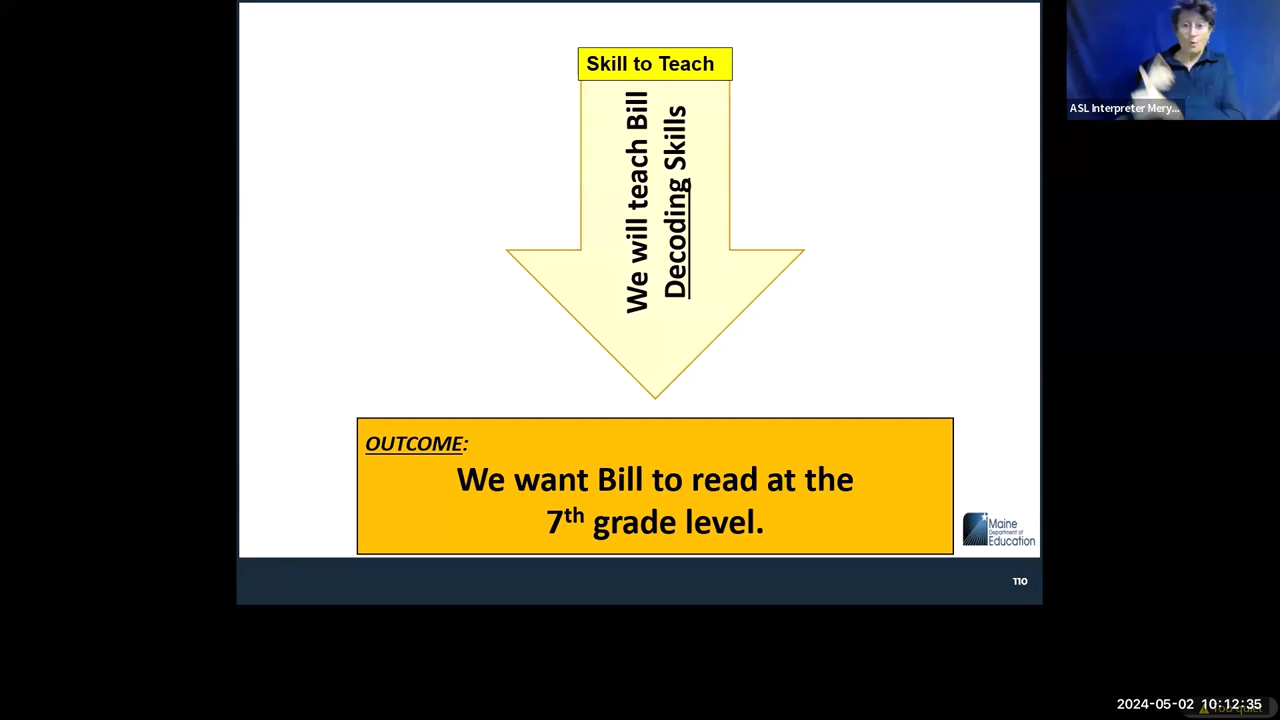 Skill to Teach
We will teach Bill
Decoding Skills
OUTCOME:
We want Bill to read at the
7th grade level.
Maine
Department of
Education
110
ASL Interpreter Mery...
2024-05-02 10:12:35